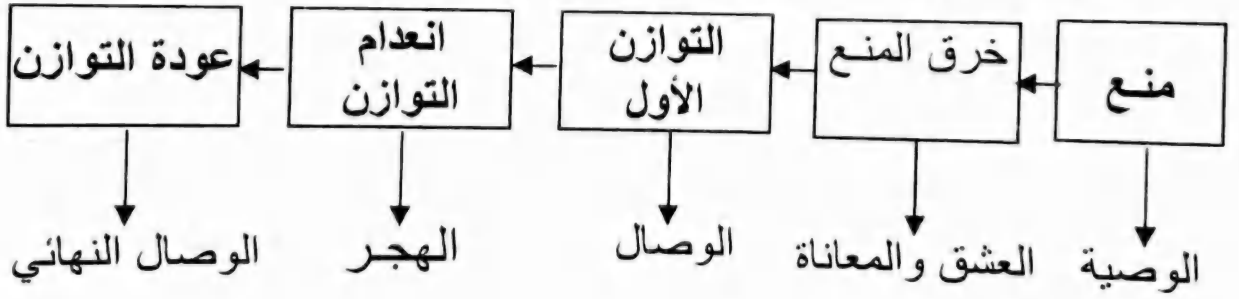 منع
خرق المنع
التوازن
الأول
انعدام
التوازن
عودة التوازن
الوصية
العشق والمعاناة
الوصال
الهجر
الوصال النهائي